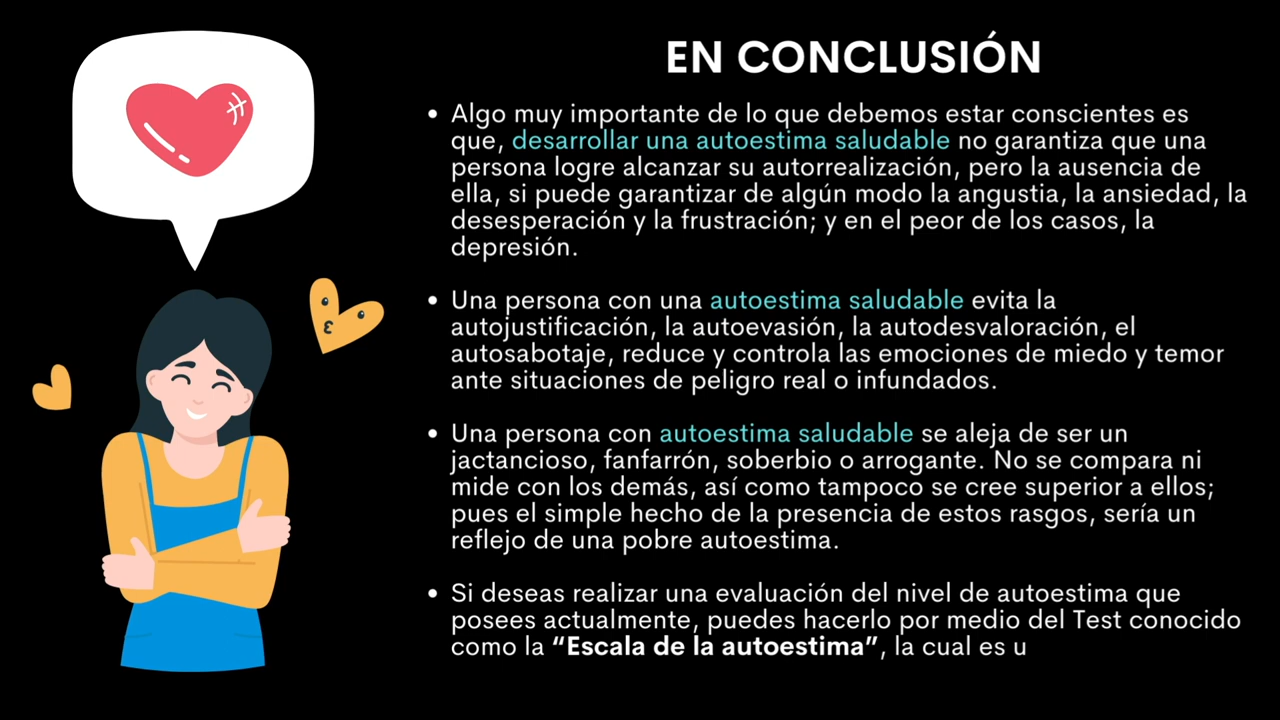 EN CONCLUSIÓN
• Algo muy importante de lo que debemos estar conscientes es
que, desarrollar una autoestima saludable no garantiza que una
persona logre alcanzar su autorrealización, pero la ausencia de
ella, si puede garantizar de algún modo la angustia, la ansiedad, la
desesperación y la frustración; y en el peor de los casos, la
depresión.
• Una persona con una autoestima saludable evita la
autojustificación, la autoevasión, la autodesvaloración, el
autosabotaje, reduce y controla las emociones de miedo y temor
ante situaciones de peligro real o infundados.
• Una persona con autoestima saludable se aleja de ser un
jactancioso, fanfarrón, soberbio o arrogante. No se compara ni
mide con los demás, así como tampoco se cree superior a ellos;
pues el simple hecho de la presencia de estos rasgos, sería un
reflejo de una pobre autoestima.
• Si deseas realizar una evaluación del nivel de autoestima que
posees actualmente, puedes hacerlo por medio del Test conocido
como la “Escala de la autoestima”, la cual es u